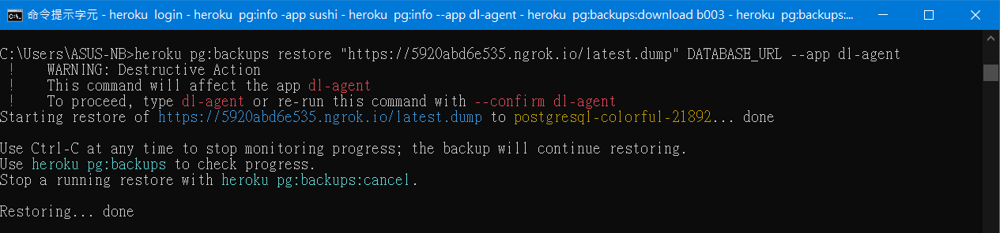 命令提示字元 - heroku  login - heroku  pg:info -app sushi - heroku  pg:info --app dl-agent - heroku  pg:backups:download b003 - heroku  pg:backups:...
C:\Users\ASUS-NB>heroku pg:backups restore "https://5920abd6e535.ngrok.io/latest.dump" DATABASE_URL --app dl-agent
!    WARNING: Destructive Action
!    This command will affect the app dl-agent
!    To proceed, type dl-agent or re-run this command with --confirm dl-agent
Starting restore of https://5920abd6e535.ngrok.io/latest.dump to postgresql-colorful-21892... done
Use Ctrl-C at any time to stop monitoring progress; the backup will continue restoring.
Use heroku pg:backups to check progress.
Stop a running restore with heroku pg:backups:cancel.
Restoring... done